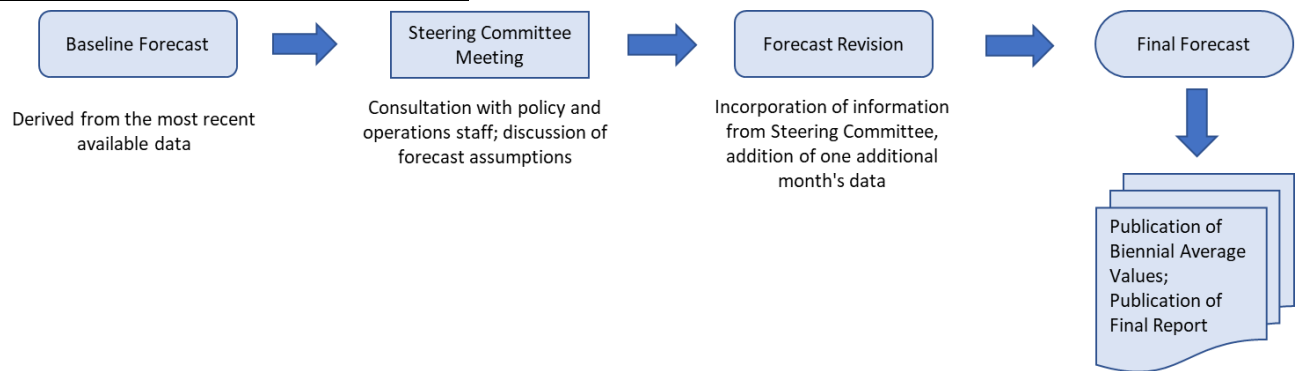 Baseline Forecast
Derived from the most recent
available data
Steering Committee
Meeting
Consultation with policy and
operations staff; discussion of
forecast assumptions
Forecast Revision
Incorporation of information
from Steering Committee,
addition of one additional
month's data
Final Forecast
Publication of
Biennial Average
Values;
Publication of
Final Report